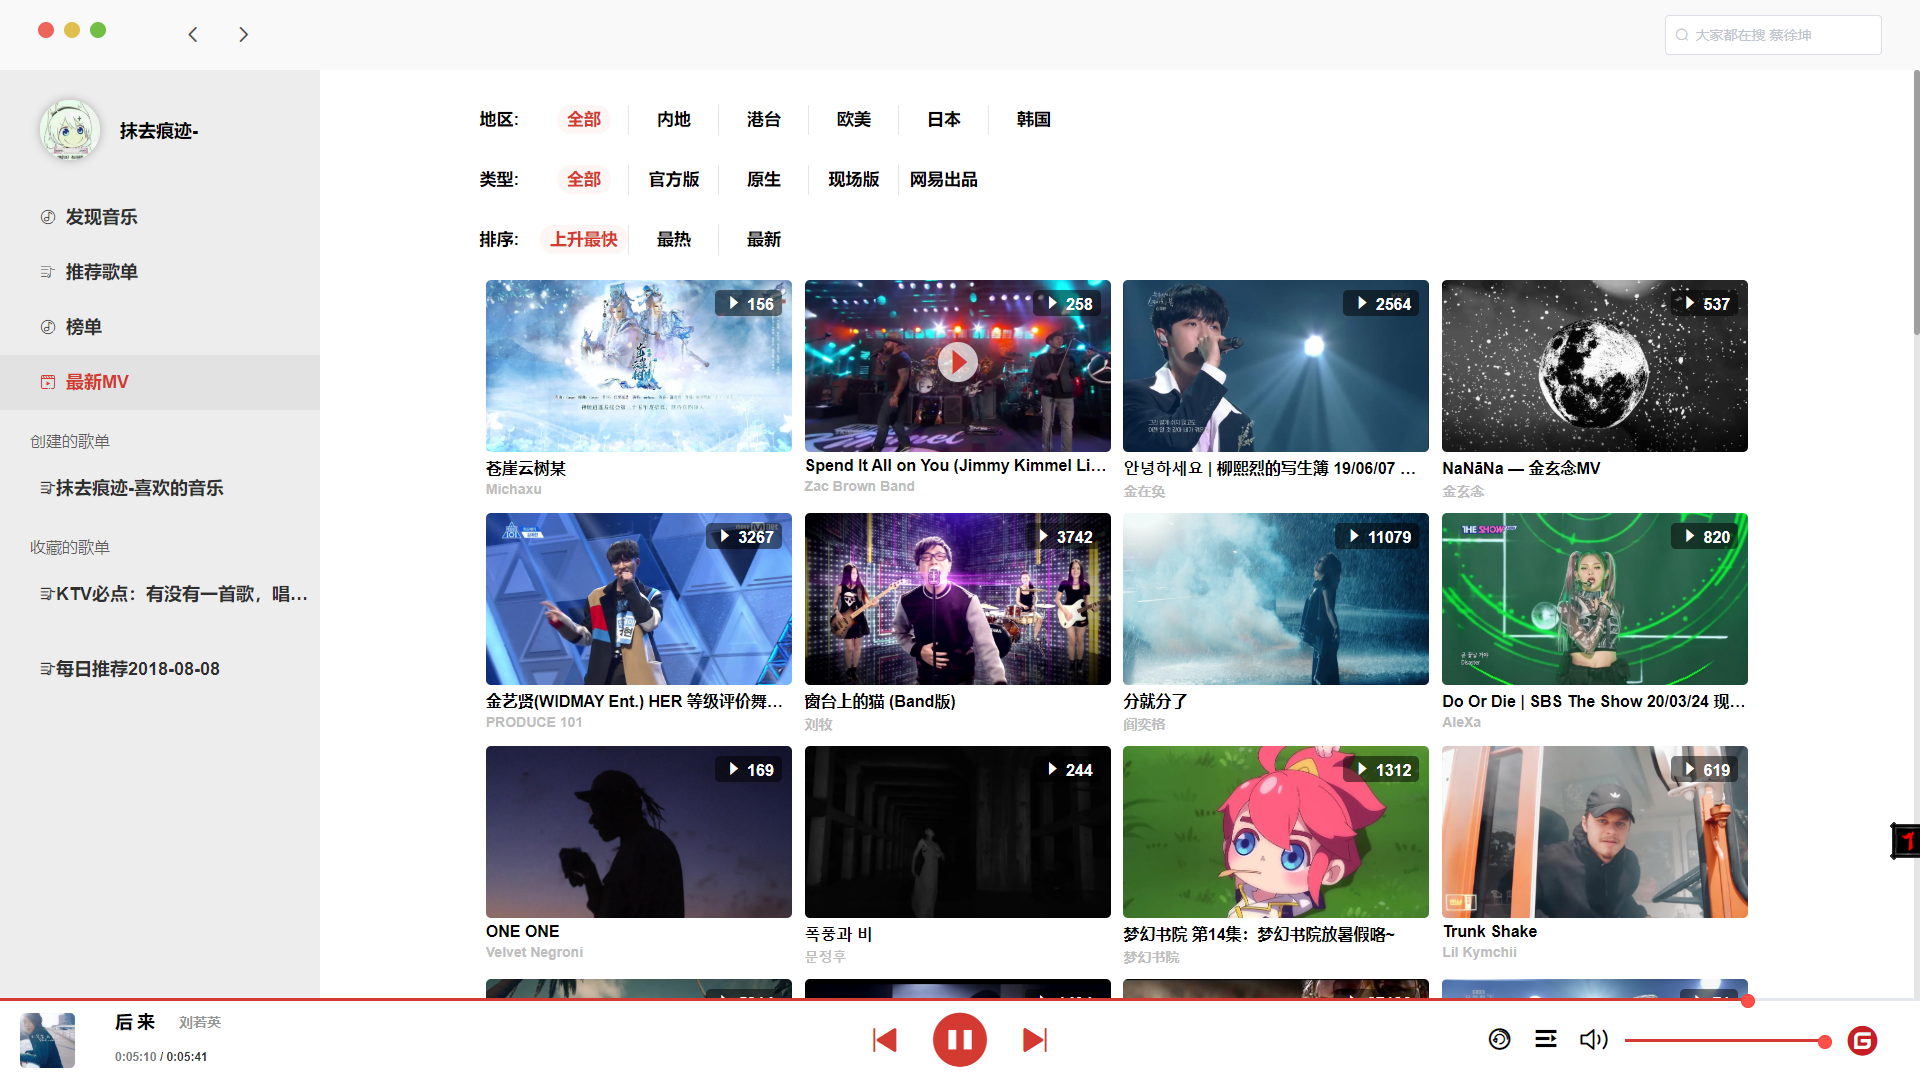 大家都在搜 蔡徐坤
抹去痕迹-
发现音乐
推荐歌单
榜单
最新MV
创建的歌单
抹去痕迹-喜欢的音乐
收藏的歌单
KTV必点：有没有一首歌，唱...
每日推荐2018-08-08
地区: 全部 内地 港台 欧美 日本 韩国
类型: 全部 官方版 原生 现场版 网易出品
排序: 上升最快 最热 最新
156
258
2564
537
苍崖云树某
Michaxu
Spend It All on You (Jimmy Kimmel Li...
Zac Brown Band
안녕하세요 | 柳熙烈的写生簿 19/06/07 ...
金在奂
NaNāNa — 金玄念MV
金玄念
3267
3742
11079
THE SHOW
820
金艺贤(WIDMAY Ent.) HER 等级评价舞...
PRODUCE 101
窗台上的猫 (Band版)
刘牧
分就分了
阎奕格
Do Or Die | SBS The Show 20/03/24 现...
AleXa
169
244
1312
619
ONE ONE
Velvet Negroni
폭풍과 비
문정후
梦幻书院 第14集：梦幻书院放暑假咯~
梦幻书院
Trunk Shake
Lil Kymchii
后来 刘若英
0:05:10 / 0:05:41